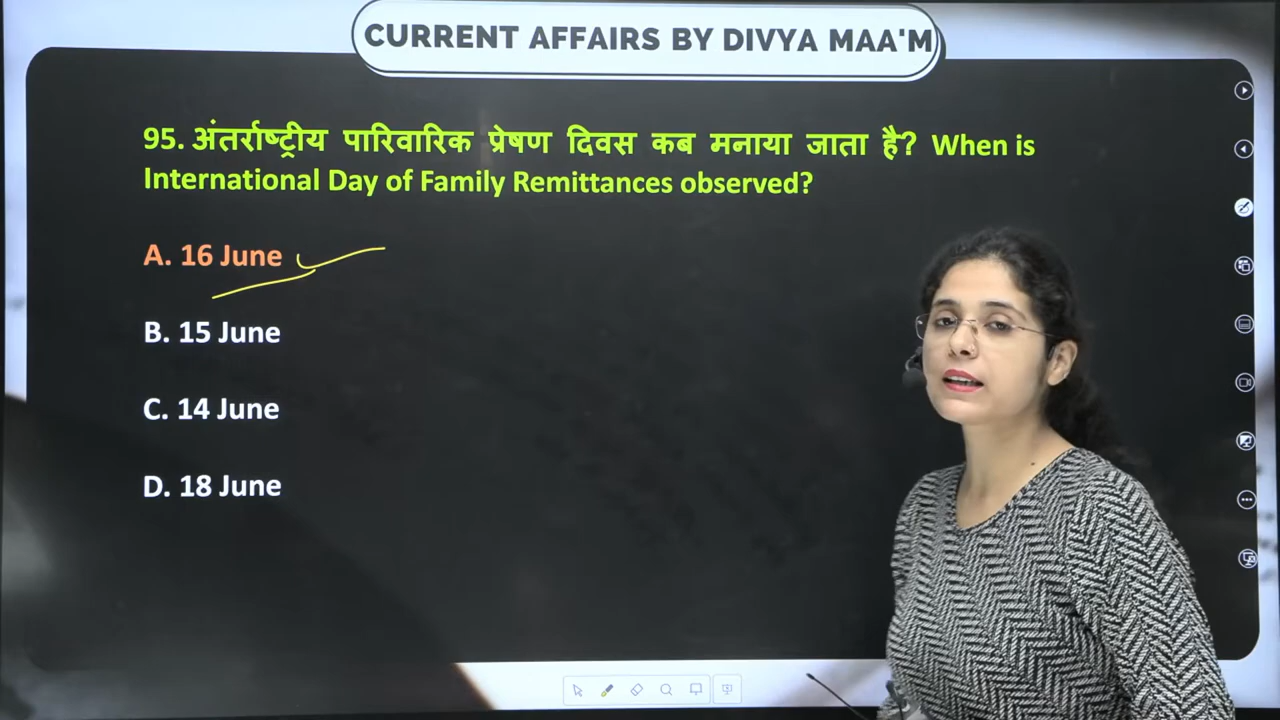 CURRENT AFFAIRS BY DIVYA MAA'M
95. अंतर्राष्ट्रीय पारिवारिक प्रेषण दिवस कब मनाया जाता है? When is
International Day of Family Remittances observed?
A. 16 June
B. 15 June
C. 14 June
D. 18 June